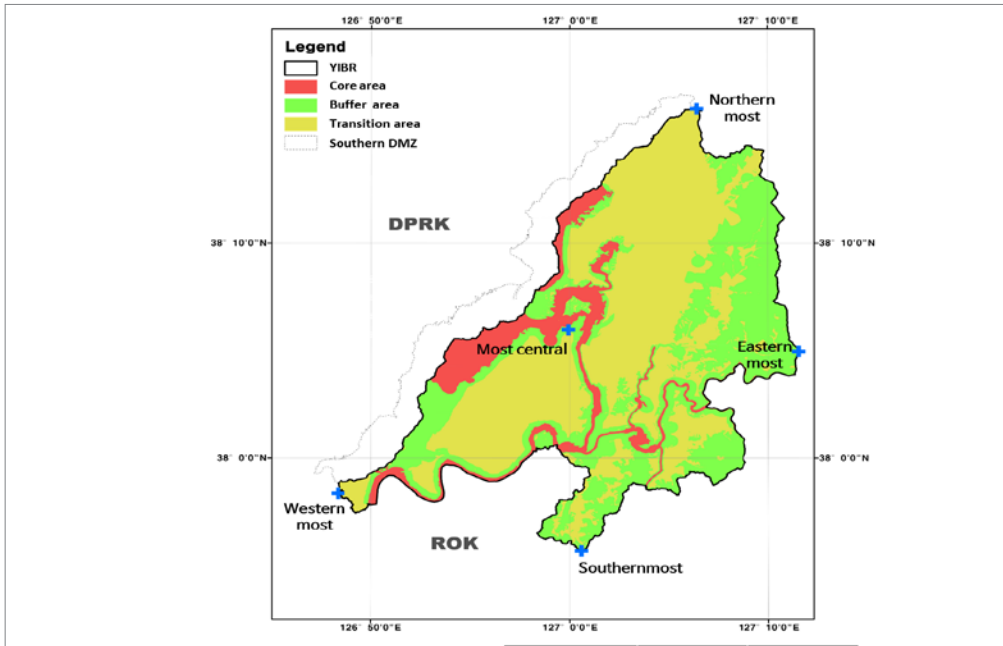 126° 50'0"E
127° 0'0"E
127° 10'0"E
Legend
YIBR
Core area
Buffer area
Transition area
Southern DMZ
Northern
most
DPRK
38° 10'0"N
38° 10'0"N
Most central
Eastern
most
38° 0'0"N
38° 0'0"N
Western
most
ROK
Southernmost
126° 50'0"E
127° 0'0"E
127° 10'0"E